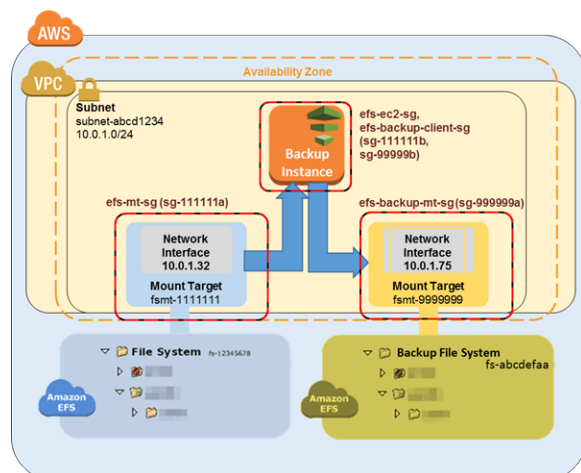 AWS
VPC
Availability Zone
Subnet
subnet-abcd1234
10.0.1.0/24
efs-ec2-sg,
efs-backup-client-sg
(sg-111111b,
sg-99999b)
Backup
Instance
efs-mt-sg (sg-111111a)
efs-backup-mt-sg(sg-999999a)
Network
Interface
10.0.1.32
Mount Target
fsmt-1111111
Network
Interface
10.0.1.75
Mount Target
fsmt-9999999
File System fs-12345678
Amazon
EFS
Backup File System
fs-abcdefaa
Amazon
EFS